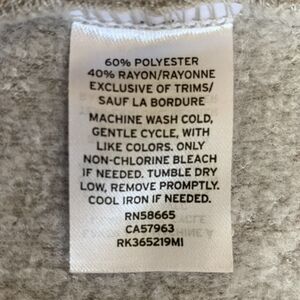 60% POLYESTER
40% RAYON/RAYONNE
EXCLUSIVE OF TRIMS/
SAUF LA BORDURE
MACHINE WASH COLD,
GENTLE CYCLE, WITH
LIKE COLORS. ONLY
NON-CHLORINE BLEACH
IF NEEDED. TUMBLE DRY
LOW, REMOVE PROMPTLY.
COOL IRON IF NEEDED.
RN58665
CA57963
RK365219MI